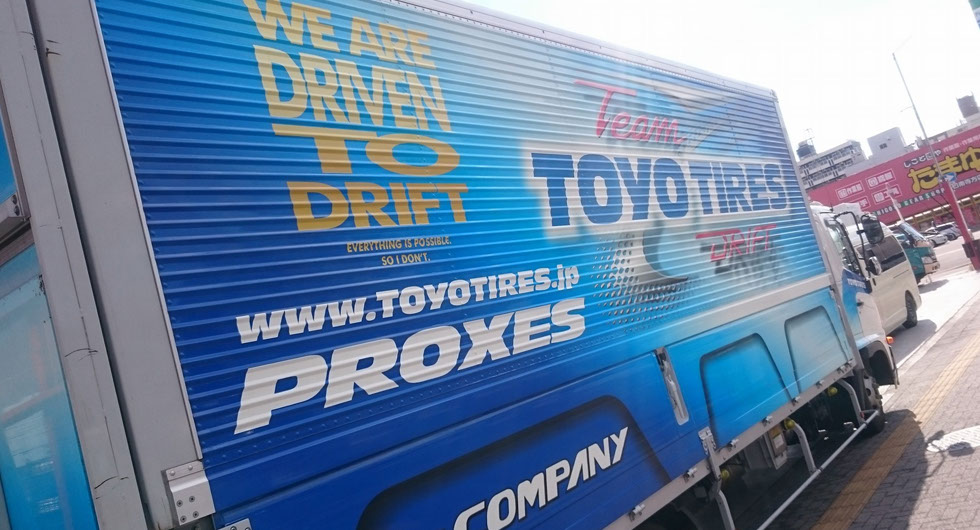 WE ARE
DRIVEN
TO
DRIFT
EVERYTHING IS POSSIBLE.
SO I DON'T.
WWW.TOYOTIRES.jp
PROXES
Team
TOYO TIRES
DRIFT
COMPANY